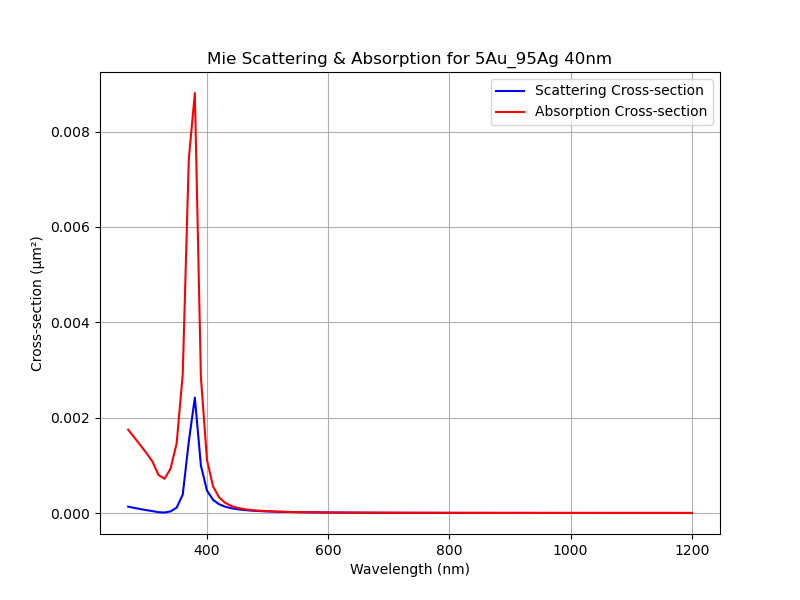 Mie Scattering & Absorption for 5Au_95Ag 40nm
Scattering Cross-section
Absorption Cross-section
Cross-section (µm²)
0.008
0.006
0.004
0.002
0.000
400 600 800 1000 1200
Wavelength (nm)